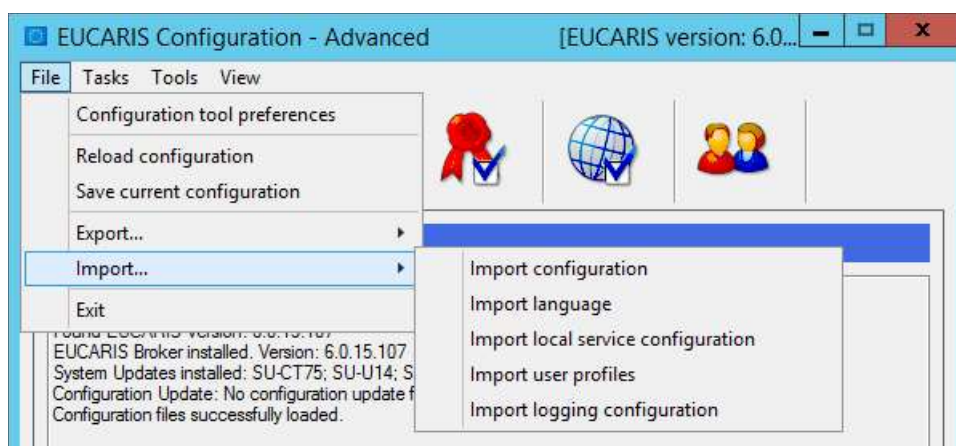 EUCARIS Configuration - Advanced [EUCARIS version: 6.0...
File Tasks Tools View
Configuration tool preferences
Reload configuration
Save current configuration
Export...
Import...
Exit
Import configuration
Import language
Import local service configuration
Import user profiles
Import logging configuration
EUCARIS Broker installed. Version: 6.0.15.107
System Updates installed: SU-CT75; SU-U14; S
Configuration Update: No configuration update f
Configuration files successfully loaded.